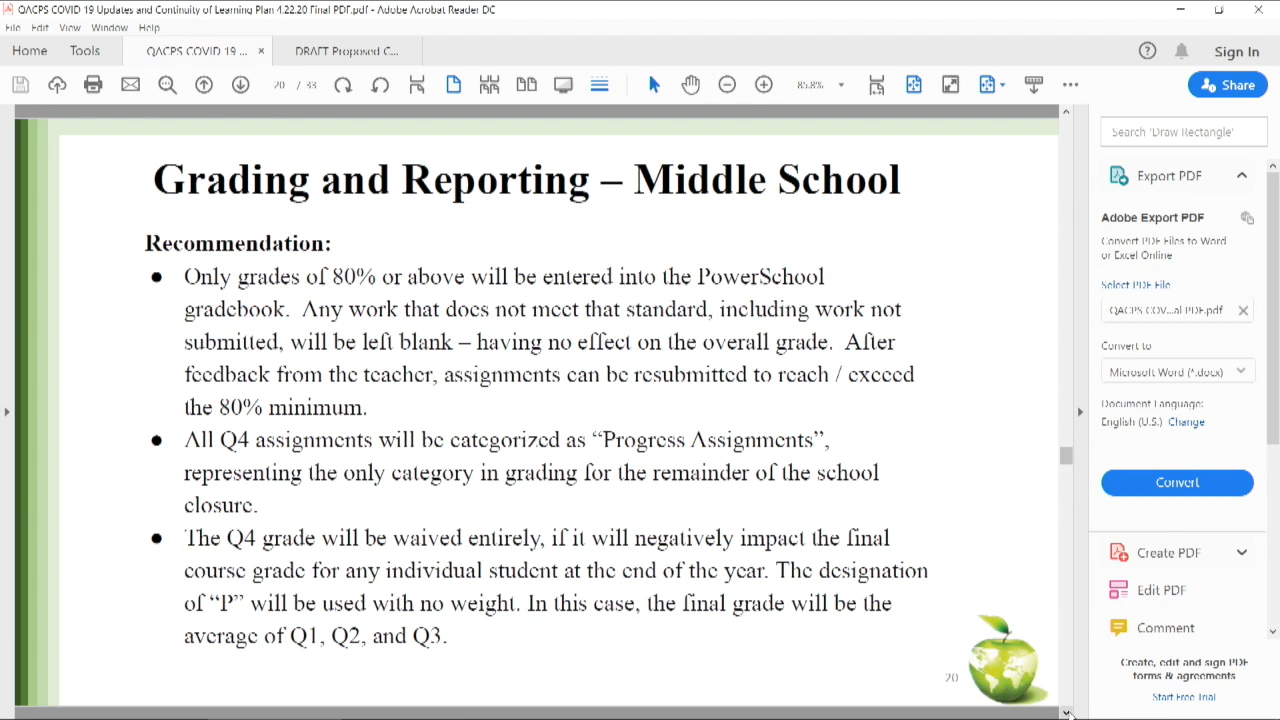 QACPS COVID 19 Updates and Continuity of Learning Plan 4.22.20 Final PDF.pdf - Adobe Acrobat Reader DC
File Edit View Window Help
Home Tools QACPS COVID 19 ... × DRAFT Proposed C... Sign In
20 / 33 85.8% Share
Grading and Reporting – Middle School
Recommendation:
● Only grades of 80% or above will be entered into the PowerSchool
gradebook. Any work that does not meet that standard, including work not
submitted, will be left blank – having no effect on the overall grade. After
feedback from the teacher, assignments can be resubmitted to reach / exceed
the 80% minimum.
● All Q4 assignments will be categorized as “Progress Assignments”,
representing the only category in grading for the remainder of the school
closure.
● The Q4 grade will be waived entirely, if it will negatively impact the final
course grade for any individual student at the end of the year. The designation
of “P” will be used with no weight. In this case, the final grade will be the
average of Q1, Q2, and Q3.
20
Search 'Draw Rectangle'
Export PDF
Adobe Export PDF
Convert PDF Files to Word
or Excel Online
Select PDF File
QACPS COV...al PDF.pdf
Convert to
Microsoft Word (*.docx)
Document Language:
English (U.S.) Change
Convert
Create PDF
Edit PDF
Comment
Create, edit and sign PDF
forms & agreements
Start Free Trial